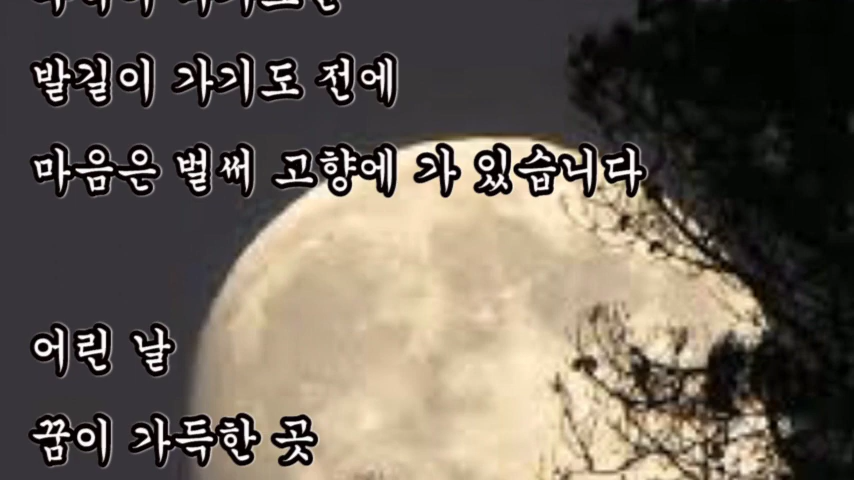 발길이 가기도 전에
마음은 벌써 고향에 가 있습니다
어린 날
꿈이 가득한 곳